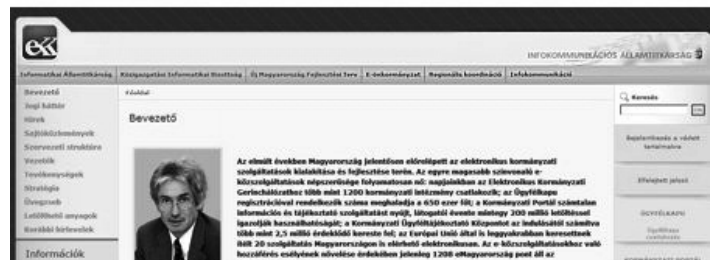 ekk
INFOKOMMUNIKÁCIÓS ÁLLAMTITKÁRSÁG
Informatikai Államtitkárság Közigazgatási Informatikai Bizottság Új Magyarország Fejlesztési Terv E-önkormányzat Regionális koordináció Infokommunikáció
Bevezető
Jogi háttér
Hírek
Sajtóközlemények
Szervezeti struktúra
Vezetők
Tevékenységek
Stratégia
Üvegzseb
Letölthető anyagok
Korábbi hírlevelek
Információk
Főoldal
Bevezető
Az elmúlt években Magyarország jelentősen előrelépett az elektronikus kormányzati
szolgáltatások kialakítása és fejlesztése terén. Az egyre magasabb színvonalú e-
közszolgáltatások népszerűsége folyamatosan nő: napjainkban az Elektronikus Kormányzati
Gerinchálózathoz több mint 1200 kormányzati intézmény csatlakozik; az Ügyfélkapu
regisztrációval rendelkezők száma meghaladja a 650 ezer főt; a Kormányzati Portál számtalan
információs és tájékoztató szolgáltatást nyújt, látogatói évente mintegy 200 millió letöltéssel
igazolják használhatóságát; a Kormányzati Ügyféltájékoztató Központot az indulásától számítva
több mint 2,5 millió érdeklődő kereste fel; az Európai Unió által is leggyakrabban keresettnek
ítélt 20 szolgáltatás Magyarországon is elérhető elektronikusan. Az e-közszolgáltatásokhoz való
hozzáférés esélyének növelése érdekében jelenleg 1208 eMagyarország pont áll az
Keresés
Bejelentkezés a védett
tartalmakra
Elfelejtett jelszó
ÜGYFÉLKAPU